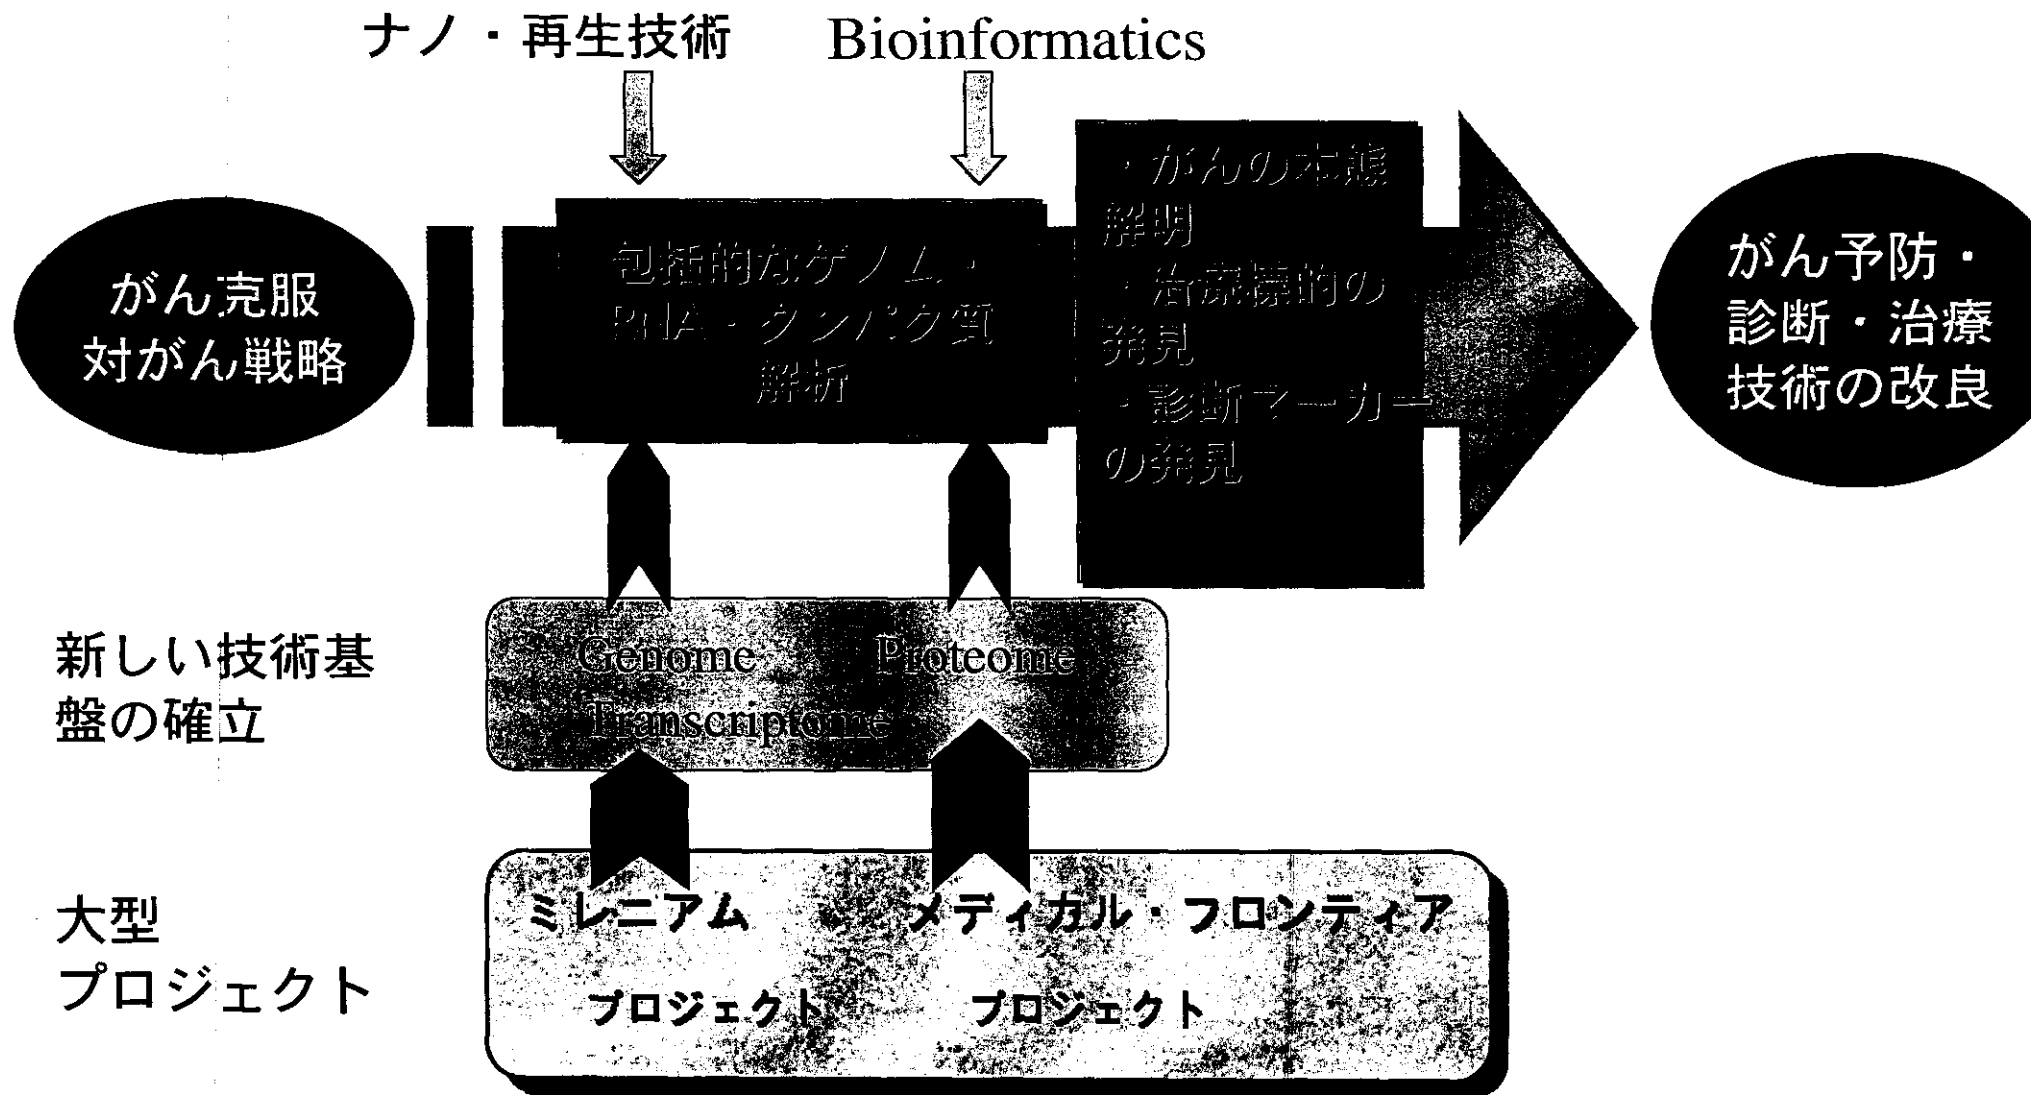 ナノ・再生技術
Bioinformatics
がん克服
対がん戦略
包括的なゲノム・
RNA・タンパク質
解析
・がんの本態
解明
・治療標的の
発見
・診断マーカー
の発見
がん予防・
診断・治療
技術の改良
新しい技術基
盤の確立
Genome
Proteome
Transcriptome
大型
プロジェクト
ミレニアム
プロジェクト
メディカル・フロンティア
プロジェクト